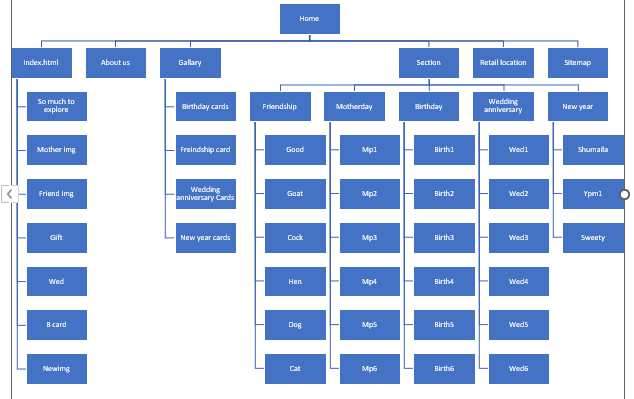 Home
Index.html
About us
Gallary
Section
Retail location
Sitemap
So much to
explore
Mother img
Friend img
Gift
Wed
B card
Newimg
Birthday cards
Freindship card
Wedding
anniversary Cards
New year cards
Friendship
Good
Goat
Cock
Hen
Dog
Cat
Motherday
Mp1
Mp2
Mp3
Mp4
Mp5
Mp6
Birthday
Birth1
Birth2
Birth3
Birth4
Birth5
Birth6
Wedding
anniversary
Wed1
Wed2
Wed3
Wed4
Wed5
Wed6
New year
Shumaila
Ypm1
Sweety